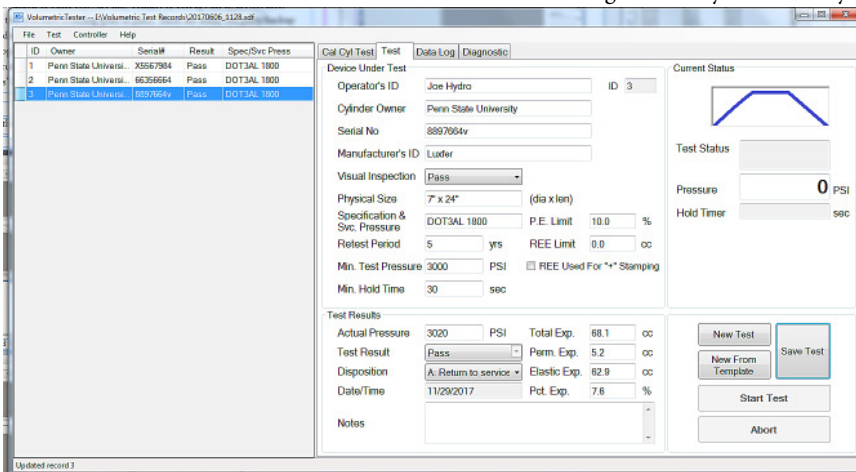 VolumetricTester -- I:\Volumetric Test Records\20170606_1128.sdf
File Test Controller Help
ID Owner Serial# Result Spec/Svc Press
1 Penn State Universi... X5567984 Pass DOT3AL 1800
2 Penn State Universi... 66356664 Pass DOT3AL 1800
3 Penn State Universi... 8897664v Pass DOT3AL 1800
Cal Cyl Test Test Data Log Diagnostic
Device Under Test
Operator's ID Joe Hydro ID 3
Cylinder Owner Penn State University
Serial No 8897664v
Manufacturer's ID Luxfer
Visual Inspection Pass
Physical Size 7" x 24" (dia x len)
Specification & Svc. Pressure DOT3AL 1800 P.E. Limit 10.0 %
Retest Period 5 yrs REE Limit 0.0 cc
Min. Test Pressure 3000 PSI REE Used For "+" Stamping
Min. Hold Time 30 sec
Test Results
Actual Pressure 3020 PSI Total Exp. 68.1 cc
Test Result Pass Perm. Exp. 5.2 cc
Disposition A: Return to service Elastic Exp. 62.9 cc
Date/Time 11/29/2017 Pct. Exp. 7.6 %
Notes
Current Status
Test Status
Pressure 0 PSI
Hold Timer sec
New Test
New From Template
Save Test
Start Test
Abort
Updated record 3